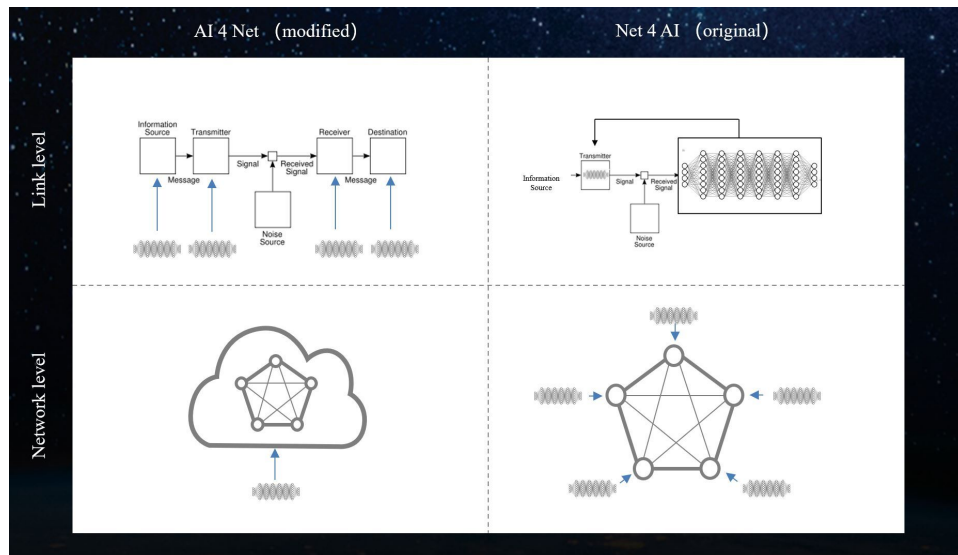 AI 4 Net （modified）
Net 4 AI （original）
Link level
Information
Source
Transmitter
Receiver
Destination
Signal
Received
Signal
Message
Message
Noise
Source
Transmitter
Information
Source
Signal
Received
Signal
Noise
Source
Network level